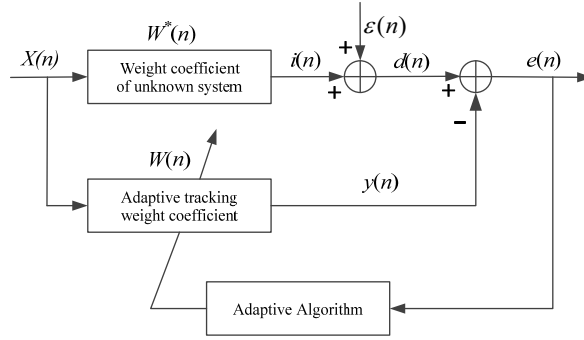 W*(n)
ε(n)
X(n)
Weight coefficient
of unknown system
i(n)
+
+
d(n)
+
−
e(n)
W(n)
Adaptive tracking
weight coefficient
y(n)
Adaptive Algorithm